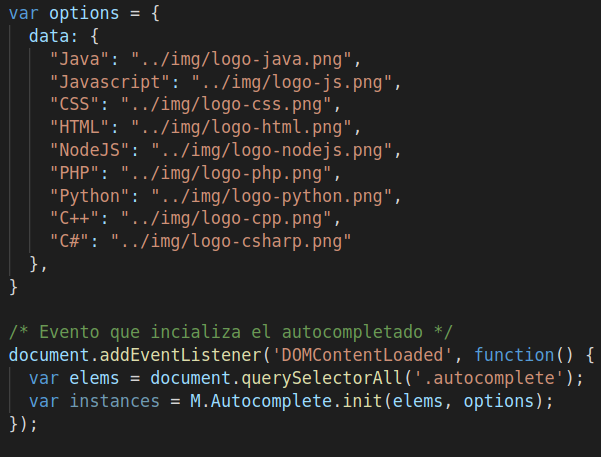 var options = {
  data: {
    "Java": "../img/logo-java.png",
    "Javascript": "../img/logo-js.png",
    "CSS": "../img/logo-css.png",
    "HTML": "../img/logo-html.png",
    "NodeJS": "../img/logo-nodejs.png",
    "PHP": "../img/logo-php.png",
    "Python": "../img/logo-python.png",
    "C++": "../img/logo-cpp.png",
    "C#": "../img/logo-csharp.png"
  },
}

/* Evento que incializa el autocompletado */
document.addEventListener('DOMContentLoaded', function() {
  var elems = document.querySelectorAll('.autocomplete');
  var instances = M.Autocomplete.init(elems, options);
});